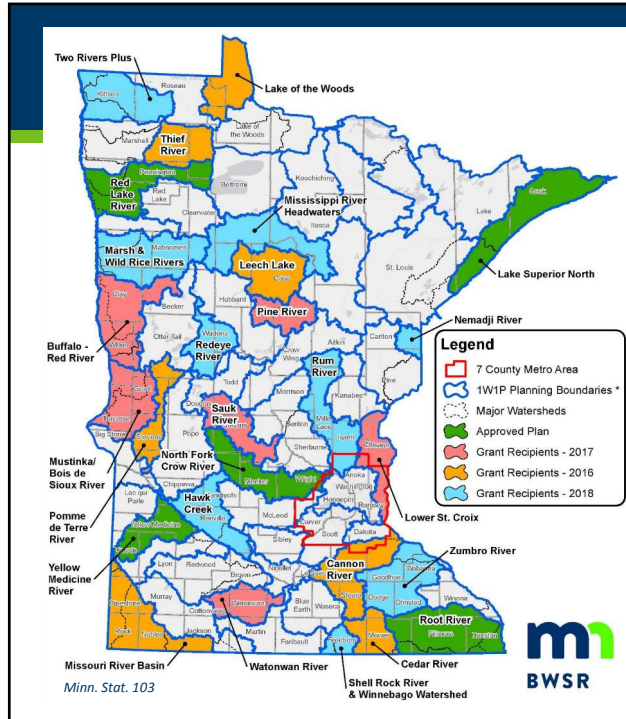 Two Rivers Plus
Kittson
Roseau
Lake of the Woods
Lake of
the Woods
Marshall
Thief
River
Pennington
Red
Lake
River
Red
Lake
Beltrami
Koochiching
Clearwater
Itasca
Mississippi River
Headwaters
Cook
Lake
St. Louis
Lake Superior North
Marsh &
Wild Rice Rivers
Mahnomen
Leech Lake
Cass
Clay
Becker
Hubbard
Pine River
Aitkin
Carlton
Nemadji River
Buffalo -
Red River
Wilkin
Otter Tail
Wadena
Redeye
River
Crow
Wing
Rum
River
Pine
Legend
7 County Metro Area
1W1P Planning Boundaries *
Major Watersheds
Approved Plan
Grant Recipients - 2017
Grant Recipients - 2016
Grant Recipients - 2018
Todd
Morrison
Kanabec
Mille
Lacs
Grant
Douglas
Sauk
River
Stearns
Benton
Traverse
Big Stone
Stevens
Pope
Sherburne
Isanti
Chisago
Mustinka/
Bois de
Sioux River
North Fork
Crow River
Meeker
Wright
Anoka
Washington
Hennepin
Ramsey
Lower St. Croix
Pomme
de Terre
River
Lac qui
Parle
Chippewa
Hawk
Creek
Kandiyohi
Renville
McLeod
Carver
Scott
Dakota
Sibley
Yellow
Medicine
River
Yellow Medicine
Lincoln
Lyon
Redwood
Brown
Nicollet
Cannon
River
Goodhue
Wabasha
Zumbro River
Pipestone
Murray
Cottonwood
Watonwan
Blue
Earth
Waseca
Steele
Dodge
Olmsted
Winona
Rock
Nobles
Jackson
Martin
Faribault
Freeborn
Mower
Root River
Fillmore
Houston
Missouri River Basin
Watonwan River
Cedar River
Shell Rock River
& Winnebago Watershed
Minn. Stat. 103
mn
BWSR